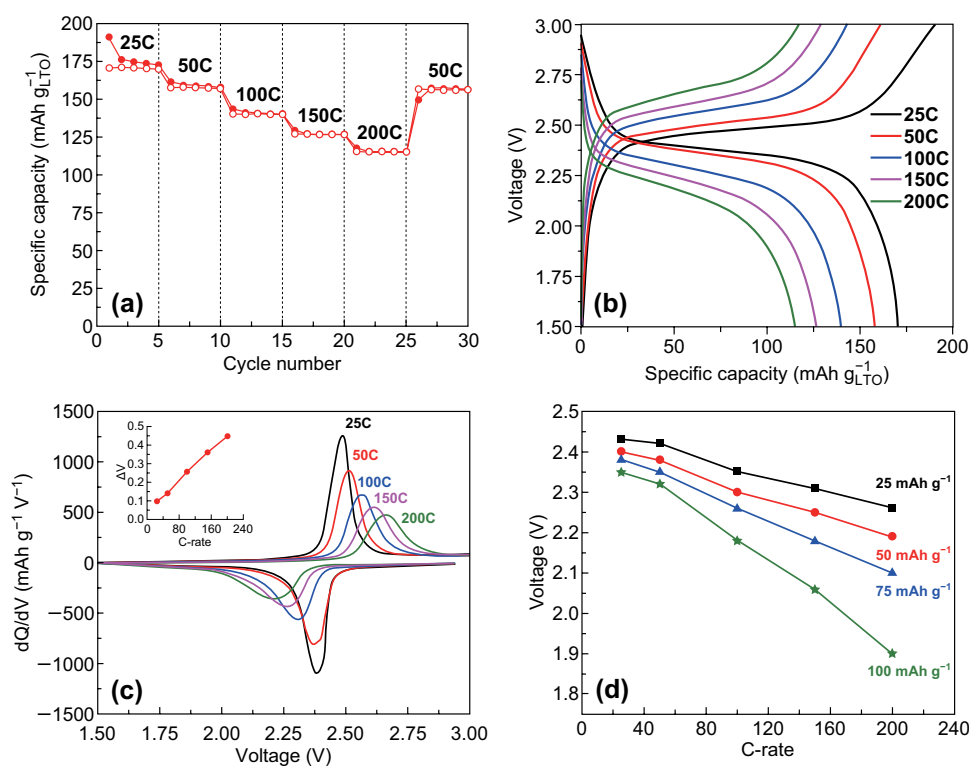 200
175
150
125
100
75
50
25
0
Specific capacity (mAh g⁻¹LTO)
25C
50C
100C
150C
200C
50C
(a)
0
5
10
15
20
25
30
Cycle number
3.00
2.75
2.50
2.25
2.00
1.75
1.50
Voltage (V)
25C
50C
100C
150C
200C
(b)
0
50
100
150
200
Specific capacity (mAh g⁻¹LTO)
1500
1000
500
0
−500
−1000
−1500
dQ/dV (mAh g⁻¹ V⁻¹)
0.5
0.4
0.3
0.2
0.1
0
ΔV
0
80
160
240
C-rate
25C
50C
100C
150C
200C
(c)
1.50
1.75
2.00
2.25
2.50
2.75
3.00
Voltage (V)
2.5
2.4
2.3
2.2
2.1
2.0
1.9
1.8
Voltage (V)
25 mAh g⁻¹
50 mAh g⁻¹
75 mAh g⁻¹
100 mAh g⁻¹
(d)
0
40
80
120
160
200
240
C-rate